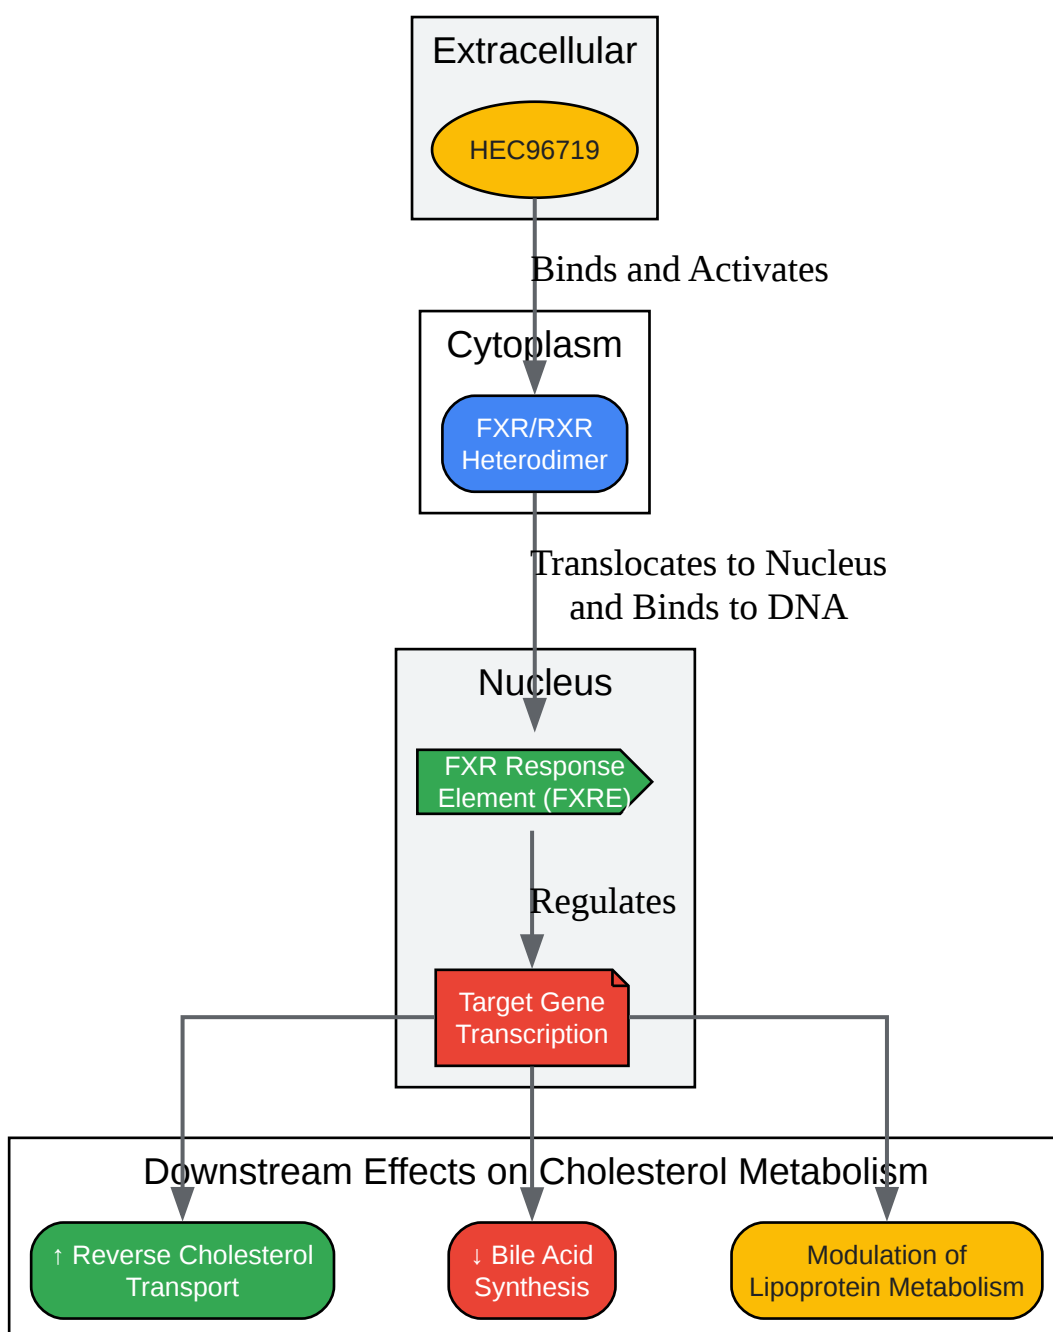 Extracellular
HEC96719
Binds and Activates
Cytoplasm
FXR/RXR
Heterodimer
Translocates to Nucleus
and Binds to DNA
Nucleus
FXR Response
Element (FXRE)
Regulates
Target Gene
Transcription
Downstream Effects on Cholesterol Metabolism
↑ Reverse Cholesterol
Transport
↓ Bile Acid
Synthesis
Modulation of
Lipoprotein Metabolism